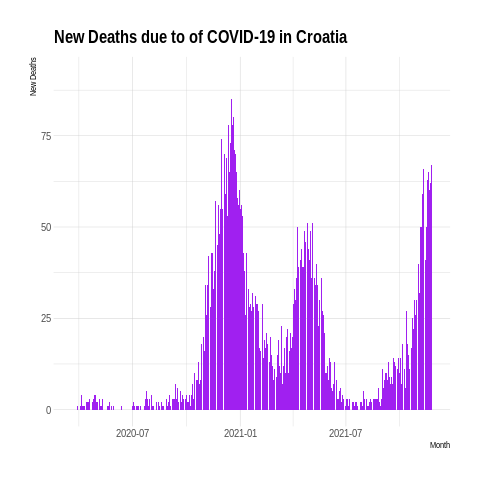 New Deaths due to of COVID-19 in Croatia
New Deaths
75
50
25
0
2020-07
2021-01
2021-07
Month